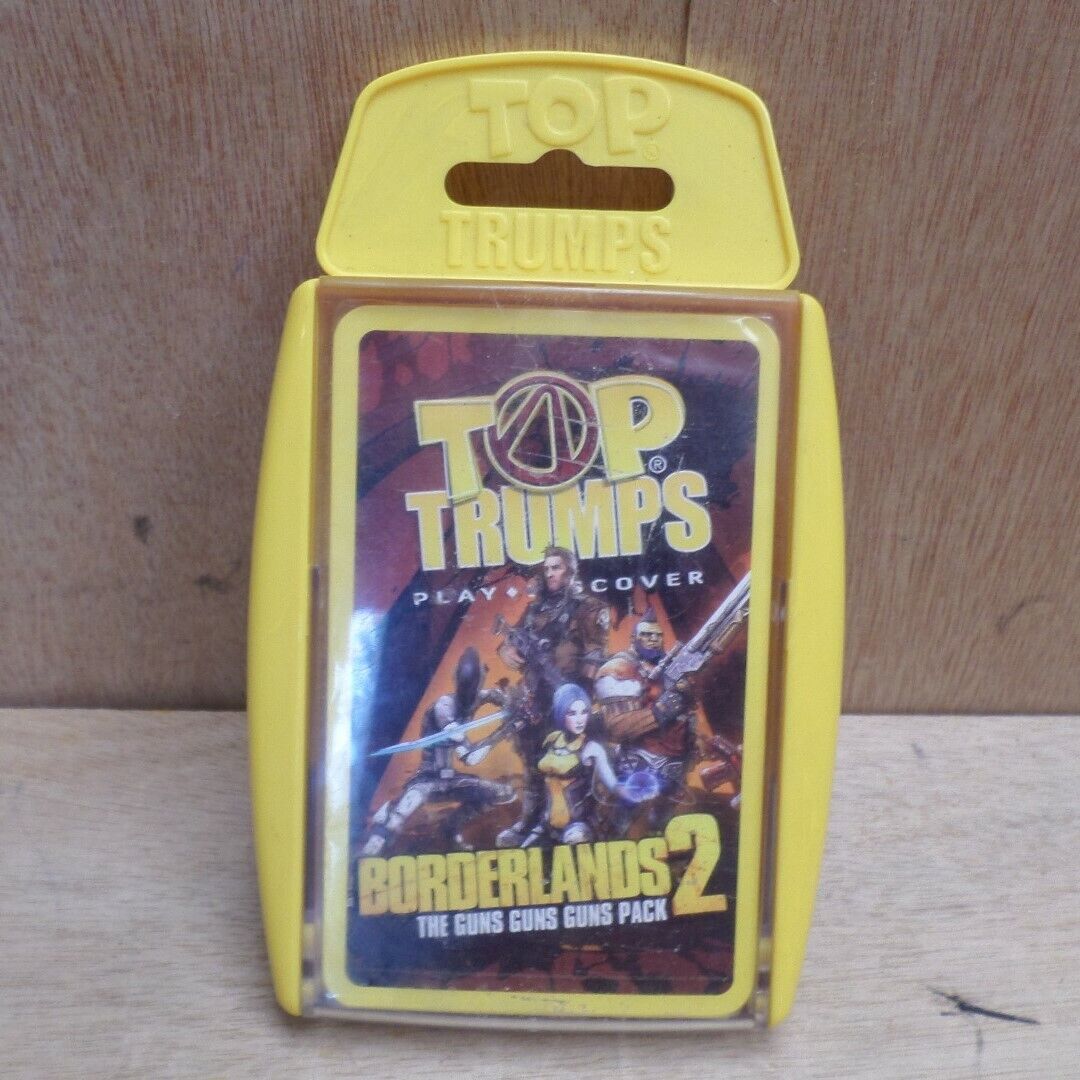 TOP®
TRUMPS
TOP®
TRUMPS
PLAY
BORDERLANDS 2
THE GUNS GUNS GUNS PACK